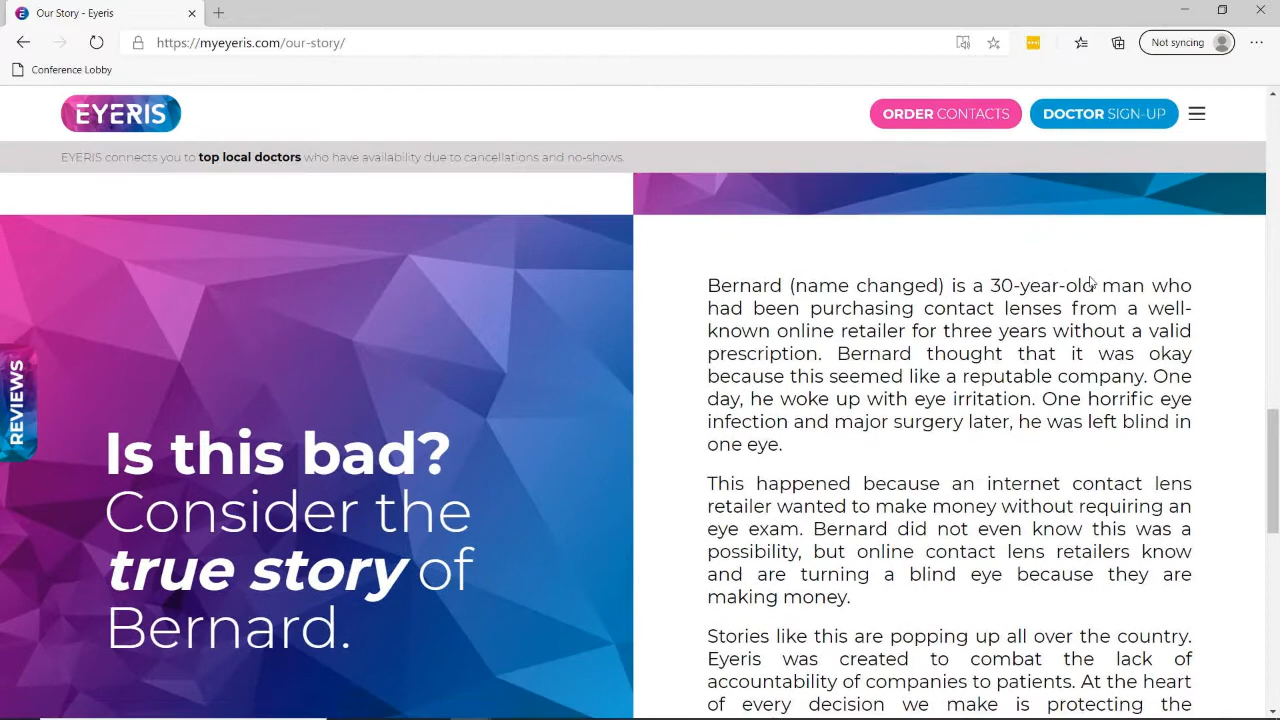 Our Story - Eyeris
https://myeyeris.com/our-story/
Not syncing
Conference Lobby
EYERIS
ORDER CONTACTS
DOCTOR SIGN-UP
EYERIS connects you to top local doctors who have availability due to cancellations and no-shows.
REVIEWS
Is this bad?
Consider the
true story of
Bernard.
Bernard (name changed) is a 30-year-old man who
had been purchasing contact lenses from a well-
known online retailer for three years without a valid
prescription. Bernard thought that it was okay
because this seemed like a reputable company. One
day, he woke up with eye irritation. One horrific eye
infection and major surgery later, he was left blind in
one eye.
This happened because an internet contact lens
retailer wanted to make money without requiring an
eye exam. Bernard did not even know this was a
possibility, but online contact lens retailers know
and are turning a blind eye because they are
making money.
Stories like this are popping up all over the country.
Eyeris was created to combat the lack of
accountability of companies to patients. At the heart
of every decision we make is protecting the